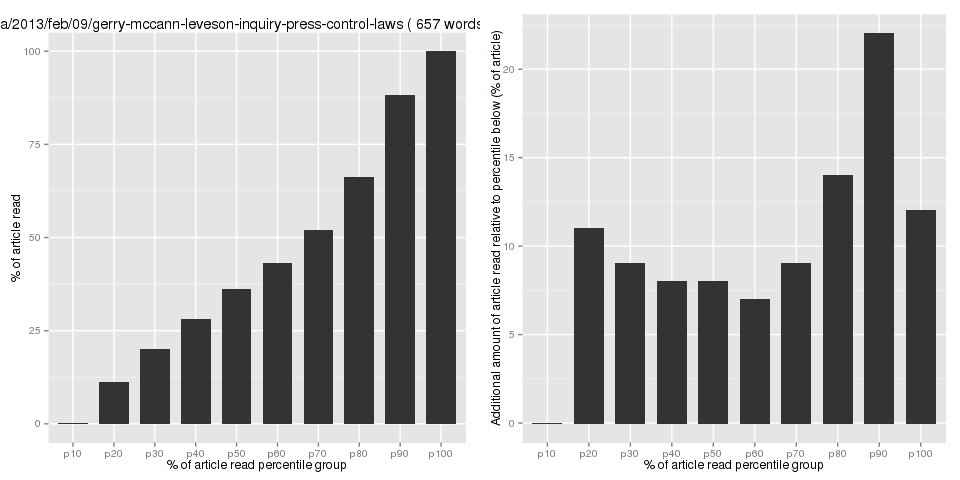 a/2013/feb/09/gerry-mccann-leveson-inquiry-press-control-laws ( 657 words
% of article read
100
75
50
25
0
p10 p20 p30 p40 p50 p60 p70 p80 p90 p100
% of article read percentile group
Additional amount of article read relative to percentile below (% of article)
20
15
10
5
0
p10 p20 p30 p40 p50 p60 p70 p80 p90 p100
% of article read percentile group